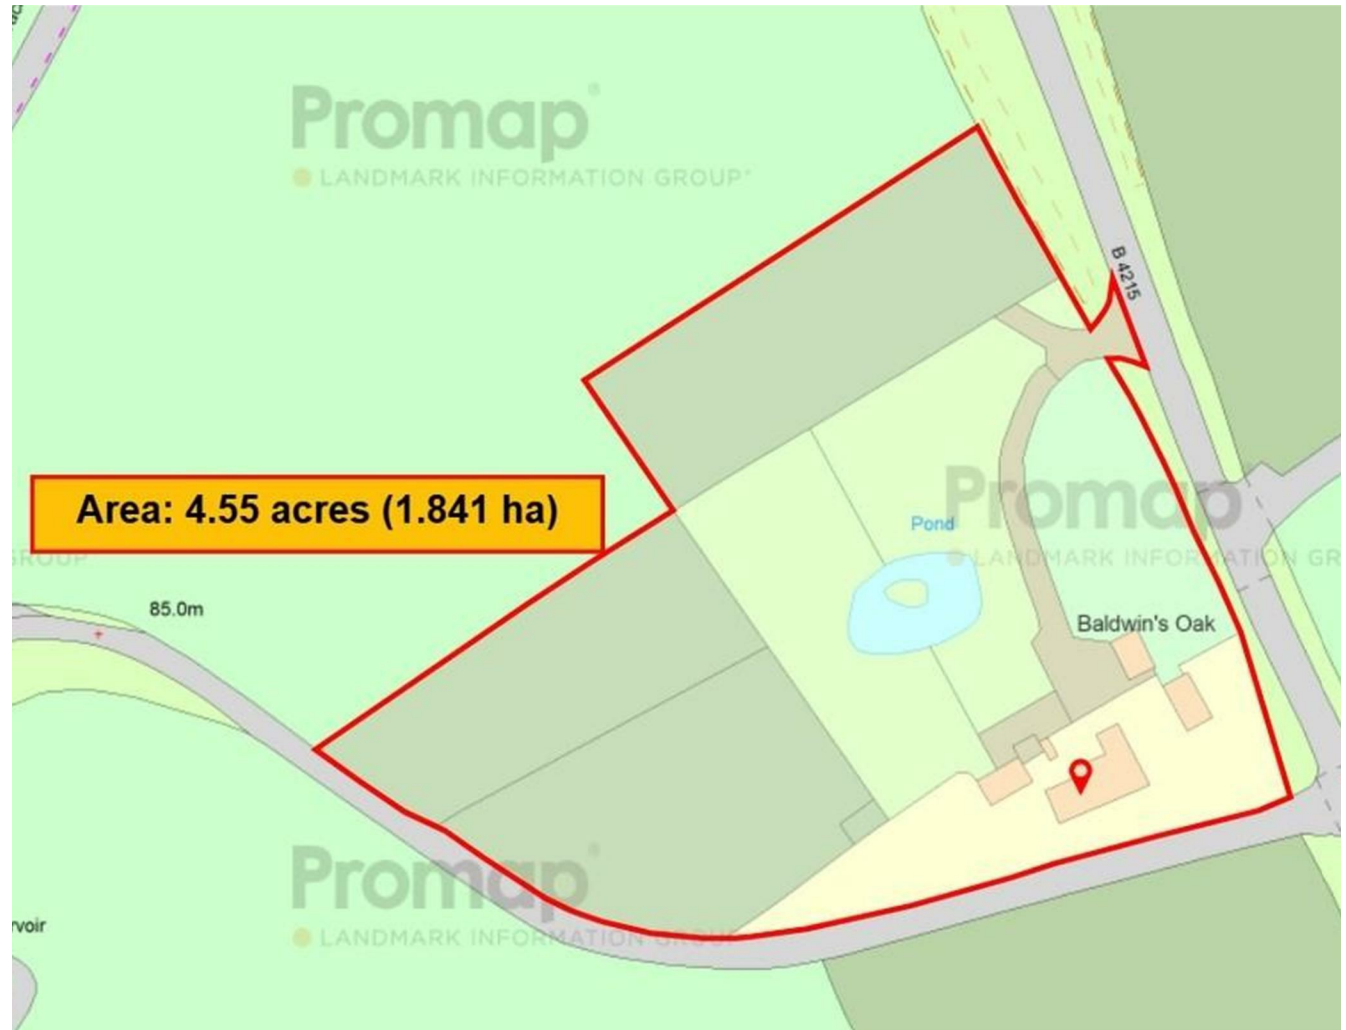 Promap
LANDMARK INFORMATION GROUP
B 4215
Area: 4.55 acres (1.841 ha)
Promap
Pond
LANDMARK INFORMATION GR
GROUP
85.0m
Baldwin's Oak
Promap
LANDMARK INFORMATION GROUP
rvoir